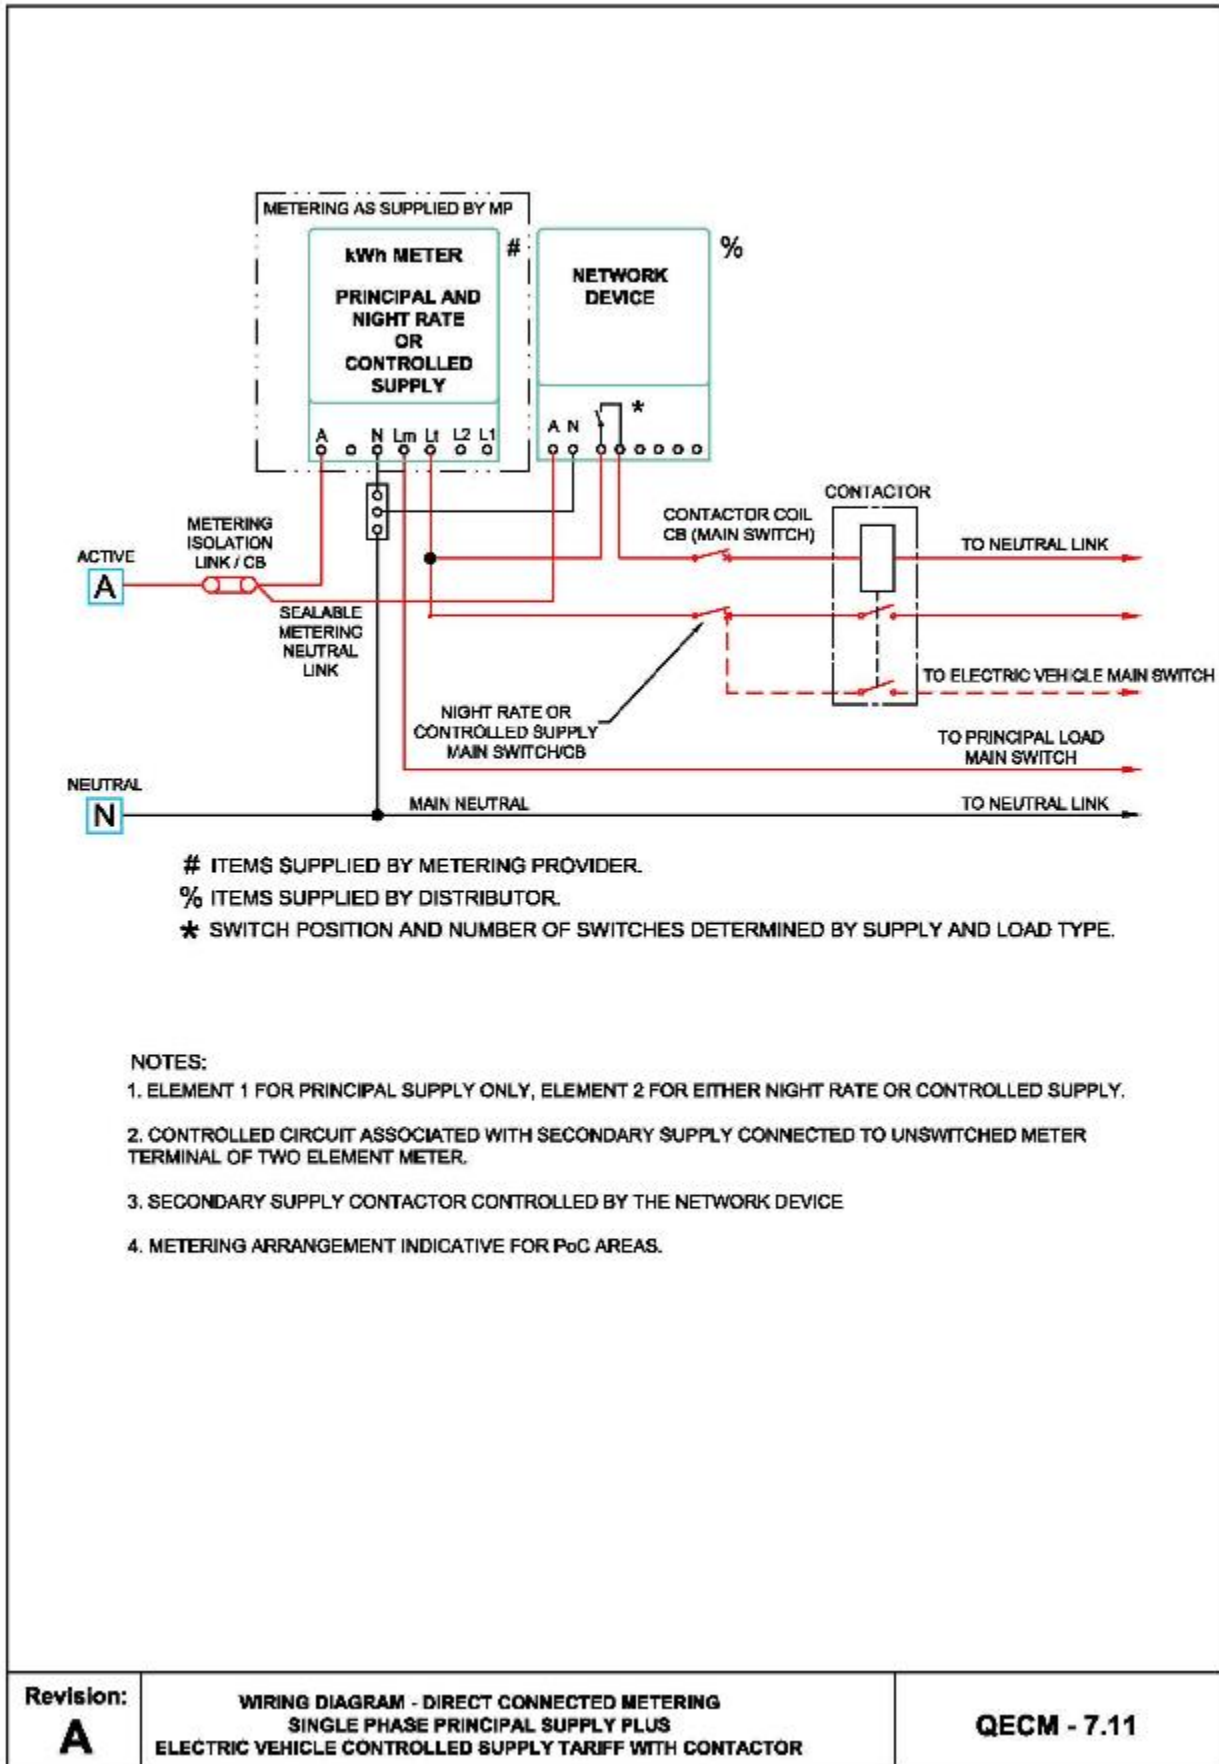 METERING AS SUPPLIED BY MP
kWh METER
PRINCIPAL AND
NIGHT RATE
OR
CONTROLLED
SUPPLY
#
NETWORK
DEVICE
%
A N Lm Lt L2 L1
A N
*
METERING
ISOLATION
LINK / CB
ACTIVE
A
SEALABLE
METERING
NEUTRAL
LINK
CONTACTOR COIL
CB (MAIN SWITCH)
CONTACTOR
TO NEUTRAL LINK
TO ELECTRIC VEHICLE MAIN SWITCH
NIGHT RATE OR
CONTROLLED SUPPLY
MAIN SWITCH/CB
TO PRINCIPAL LOAD
MAIN SWITCH
NEUTRAL
N
MAIN NEUTRAL
TO NEUTRAL LINK
# ITEMS SUPPLIED BY METERING PROVIDER.
% ITEMS SUPPLIED BY DISTRIBUTOR.
* SWITCH POSITION AND NUMBER OF SWITCHES DETERMINED BY SUPPLY AND LOAD TYPE.
NOTES:
1. ELEMENT 1 FOR PRINCIPAL SUPPLY ONLY, ELEMENT 2 FOR EITHER NIGHT RATE OR CONTROLLED SUPPLY.
2. CONTROLLED CIRCUIT ASSOCIATED WITH SECONDARY SUPPLY CONNECTED TO UNSWITCHED METER
TERMINAL OF TWO ELEMENT METER.
3. SECONDARY SUPPLY CONTACTOR CONTROLLED BY THE NETWORK DEVICE
4. METERING ARRANGEMENT INDICATIVE FOR PoC AREAS.
Revision:
A
WIRING DIAGRAM - DIRECT CONNECTED METERING
SINGLE PHASE PRINCIPAL SUPPLY PLUS
ELECTRIC VEHICLE CONTROLLED SUPPLY TARIFF WITH CONTACTOR
QECM - 7.11